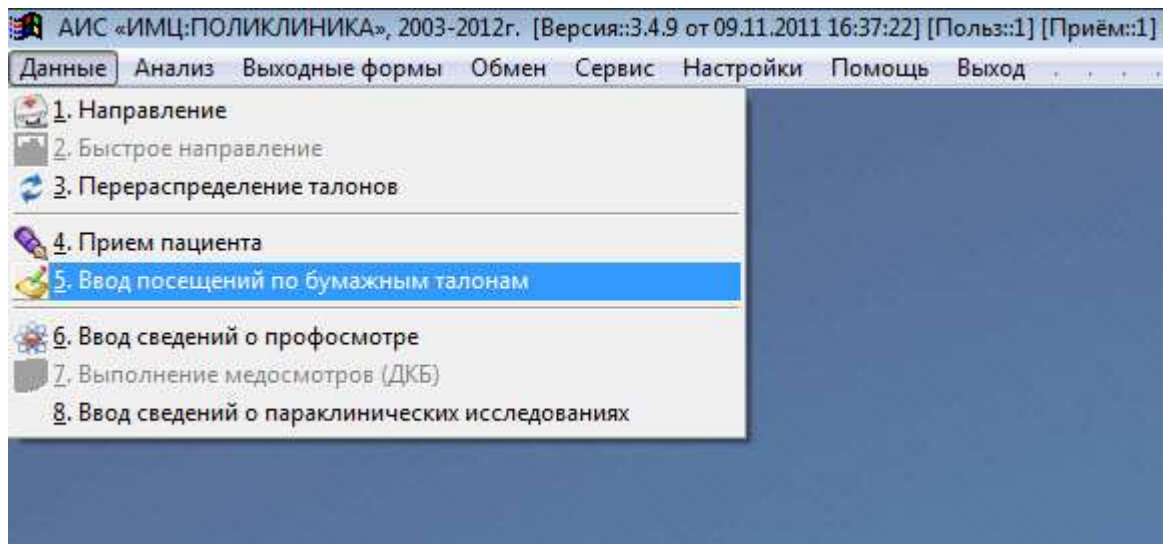 АИС «ИМЦ:ПОЛИКЛИНИКА», 2003-2012г. [Версия::3.4.9 от 09.11.2011 16:37:22] [Польз::1] [Приём::1]
Данные Анализ Выходные формы Обмен Сервис Настройки Помощь Выход . . . .
1. Направление
2. Быстрое направление
3. Перераспределение талонов
4. Прием пациента
5. Ввод посещений по бумажным талонам
6. Ввод сведений о профосмотре
7. Выполнение медосмотров (ДКБ)
8. Ввод сведений о параклинических исследованиях